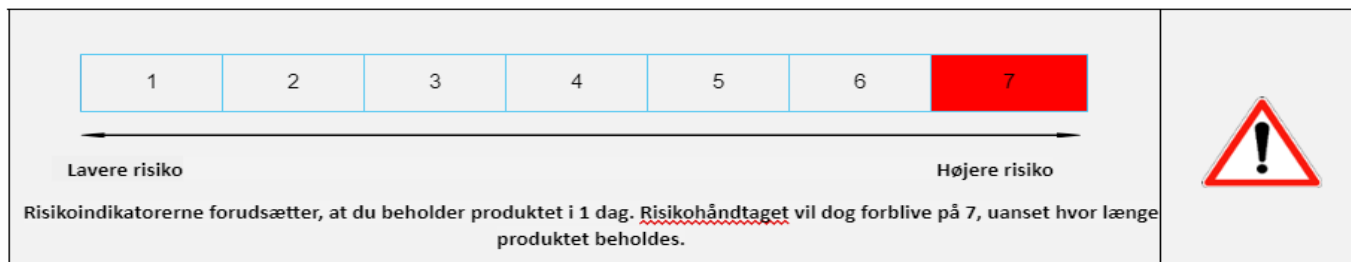 1 2 3 4 5 6 7
Lavere risiko Højere risiko
Risikoindikatorerne forudsætter, at du beholder produktet i 1 dag. Risikohåndtaget vil dog forblive på 7, uanset hvor længe
produktet beholdes.